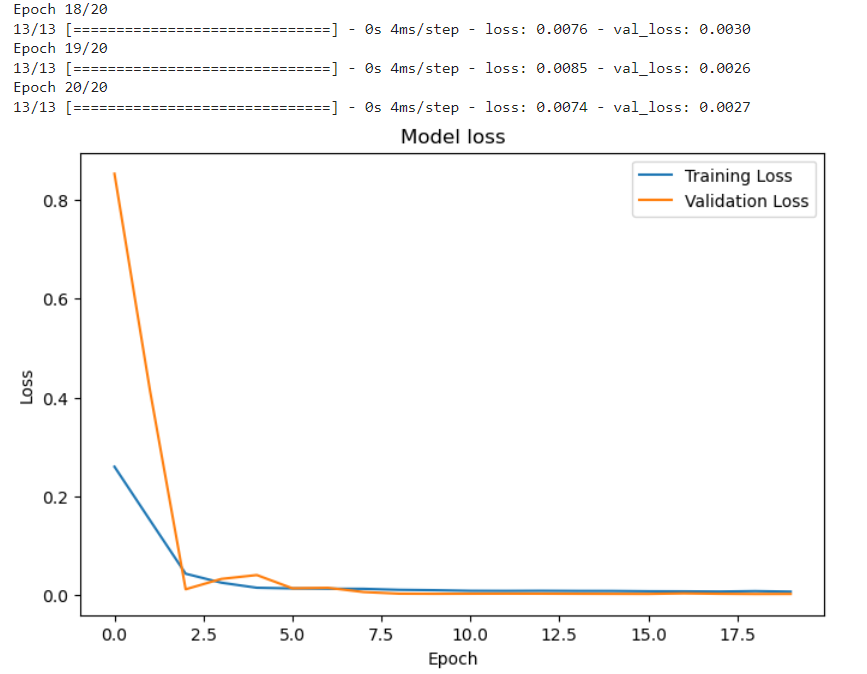 Epoch 18/20
13/13 [==============================] - 0s 4ms/step - loss: 0.0076 - val_loss: 0.0030
Epoch 19/20
13/13 [==============================] - 0s 4ms/step - loss: 0.0085 - val_loss: 0.0026
Epoch 20/20
13/13 [==============================] - 0s 4ms/step - loss: 0.0074 - val_loss: 0.0027
Model loss
Training Loss
Validation Loss
0.8
0.6
0.4
0.2
0.0
Loss
0.0 2.5 5.0 7.5 10.0 12.5 15.0 17.5
Epoch